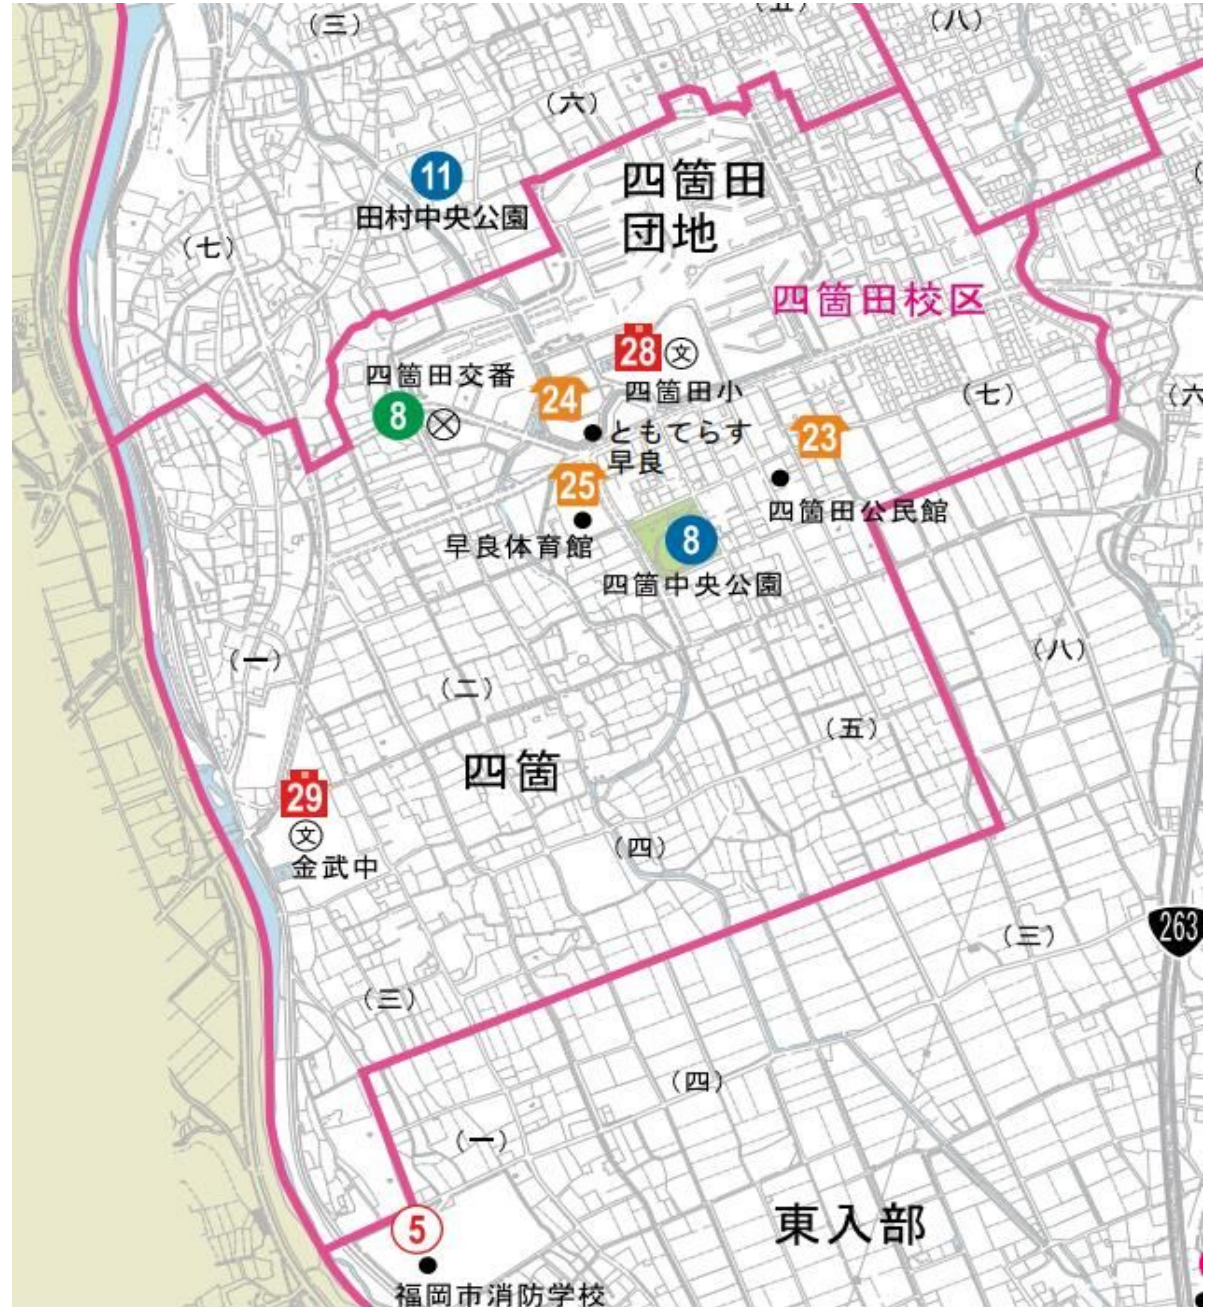 （三）
（五）
（八）
（六）
11
田村中央公園
四箇田
団地
（七）
四箇田校区
28
文
四箇田小
四箇田交番
8
24
ともてらす
早良
23
（七）
（六
25
四箇田公民館
早良体育館
8
四箇中央公園
（一）
（二）
（八）
（五）
四箇
29
文
金武中
（四）
263
（三）
（三）
（四）
（一）
5
東入部
福岡市消防学校